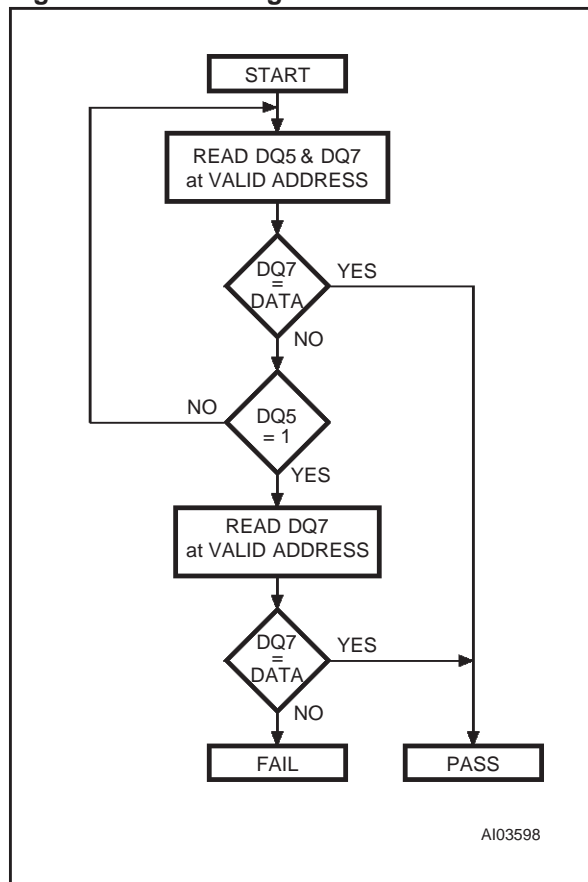 START
READ DQ5 & DQ7
at VALID ADDRESS
DQ7
=
DATA
YES
NO
DQ5
= 1
NO
YES
READ DQ7
at VALID ADDRESS
DQ7
=
DATA
YES
NO
FAIL
PASS
AI03598